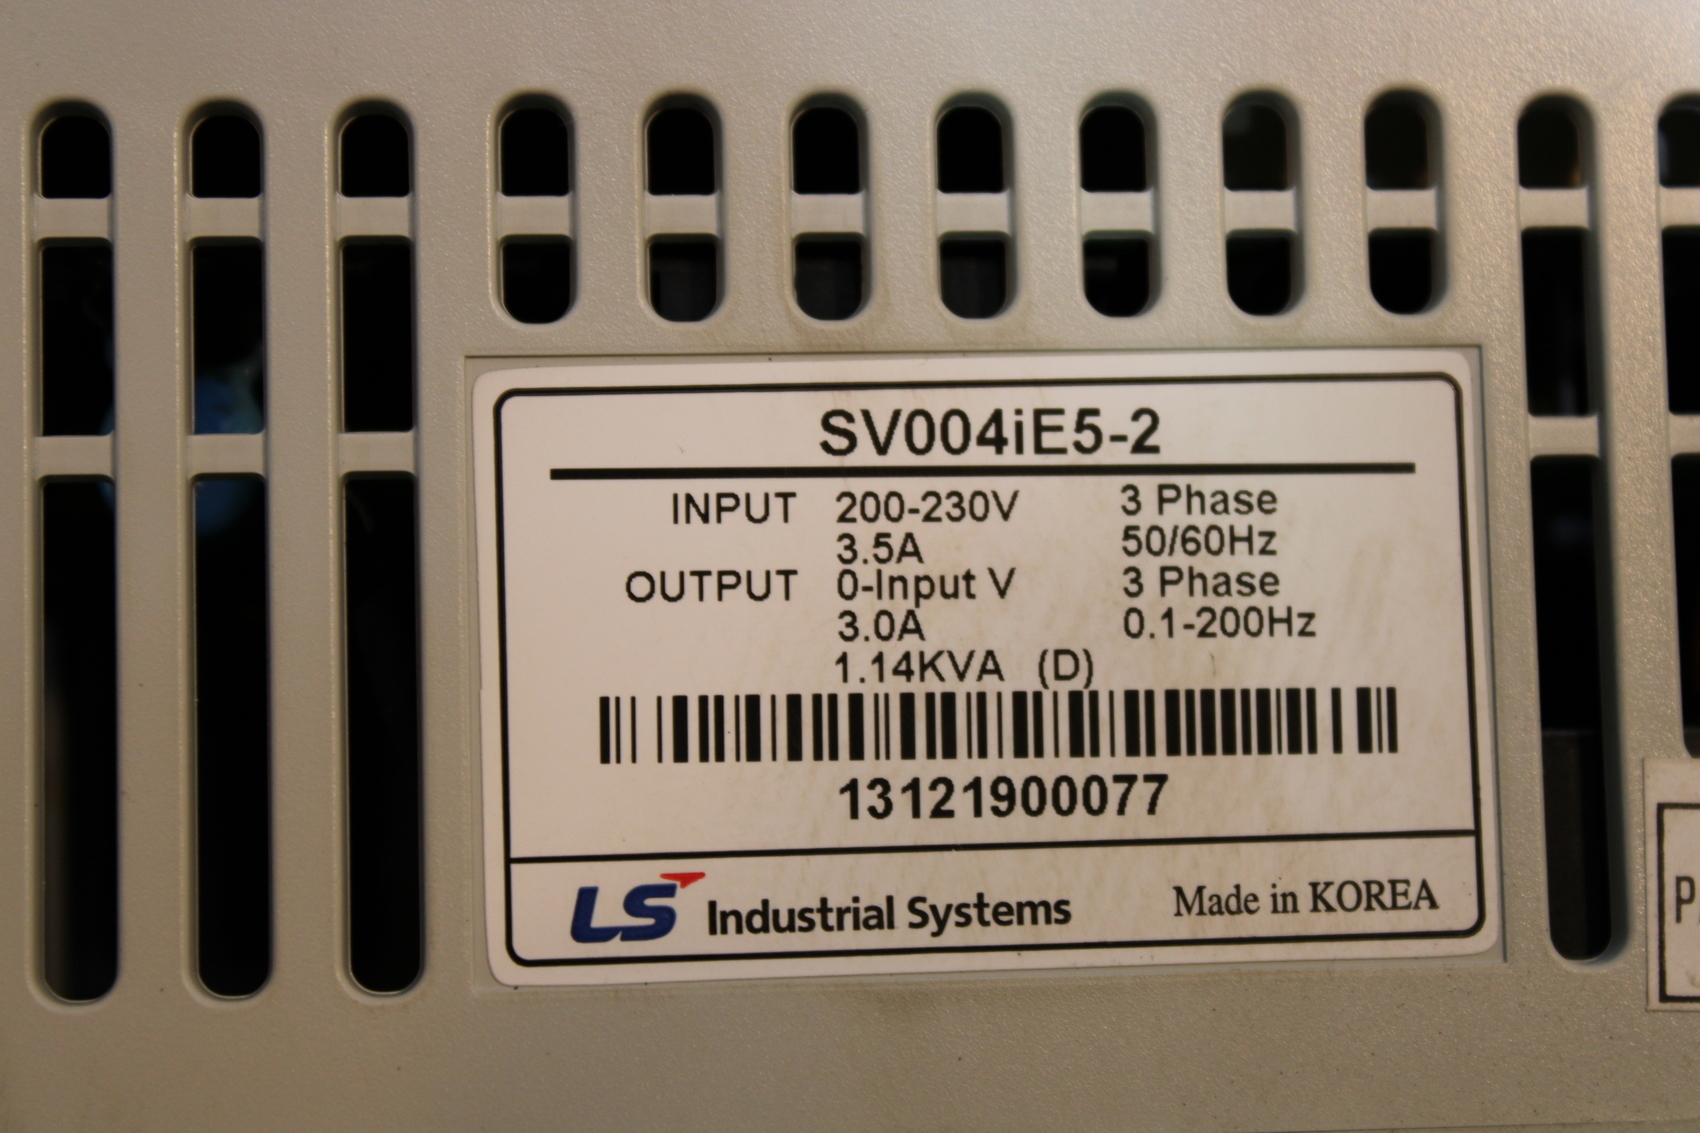 SV004iE5-2
INPUT 200-230V 3 Phase
3.5A 50/60Hz
OUTPUT 0-Input V 3 Phase
3.0A 0.1-200Hz
1.14KVA (D)
13121900077
LS Industrial Systems Made in KOREA
P